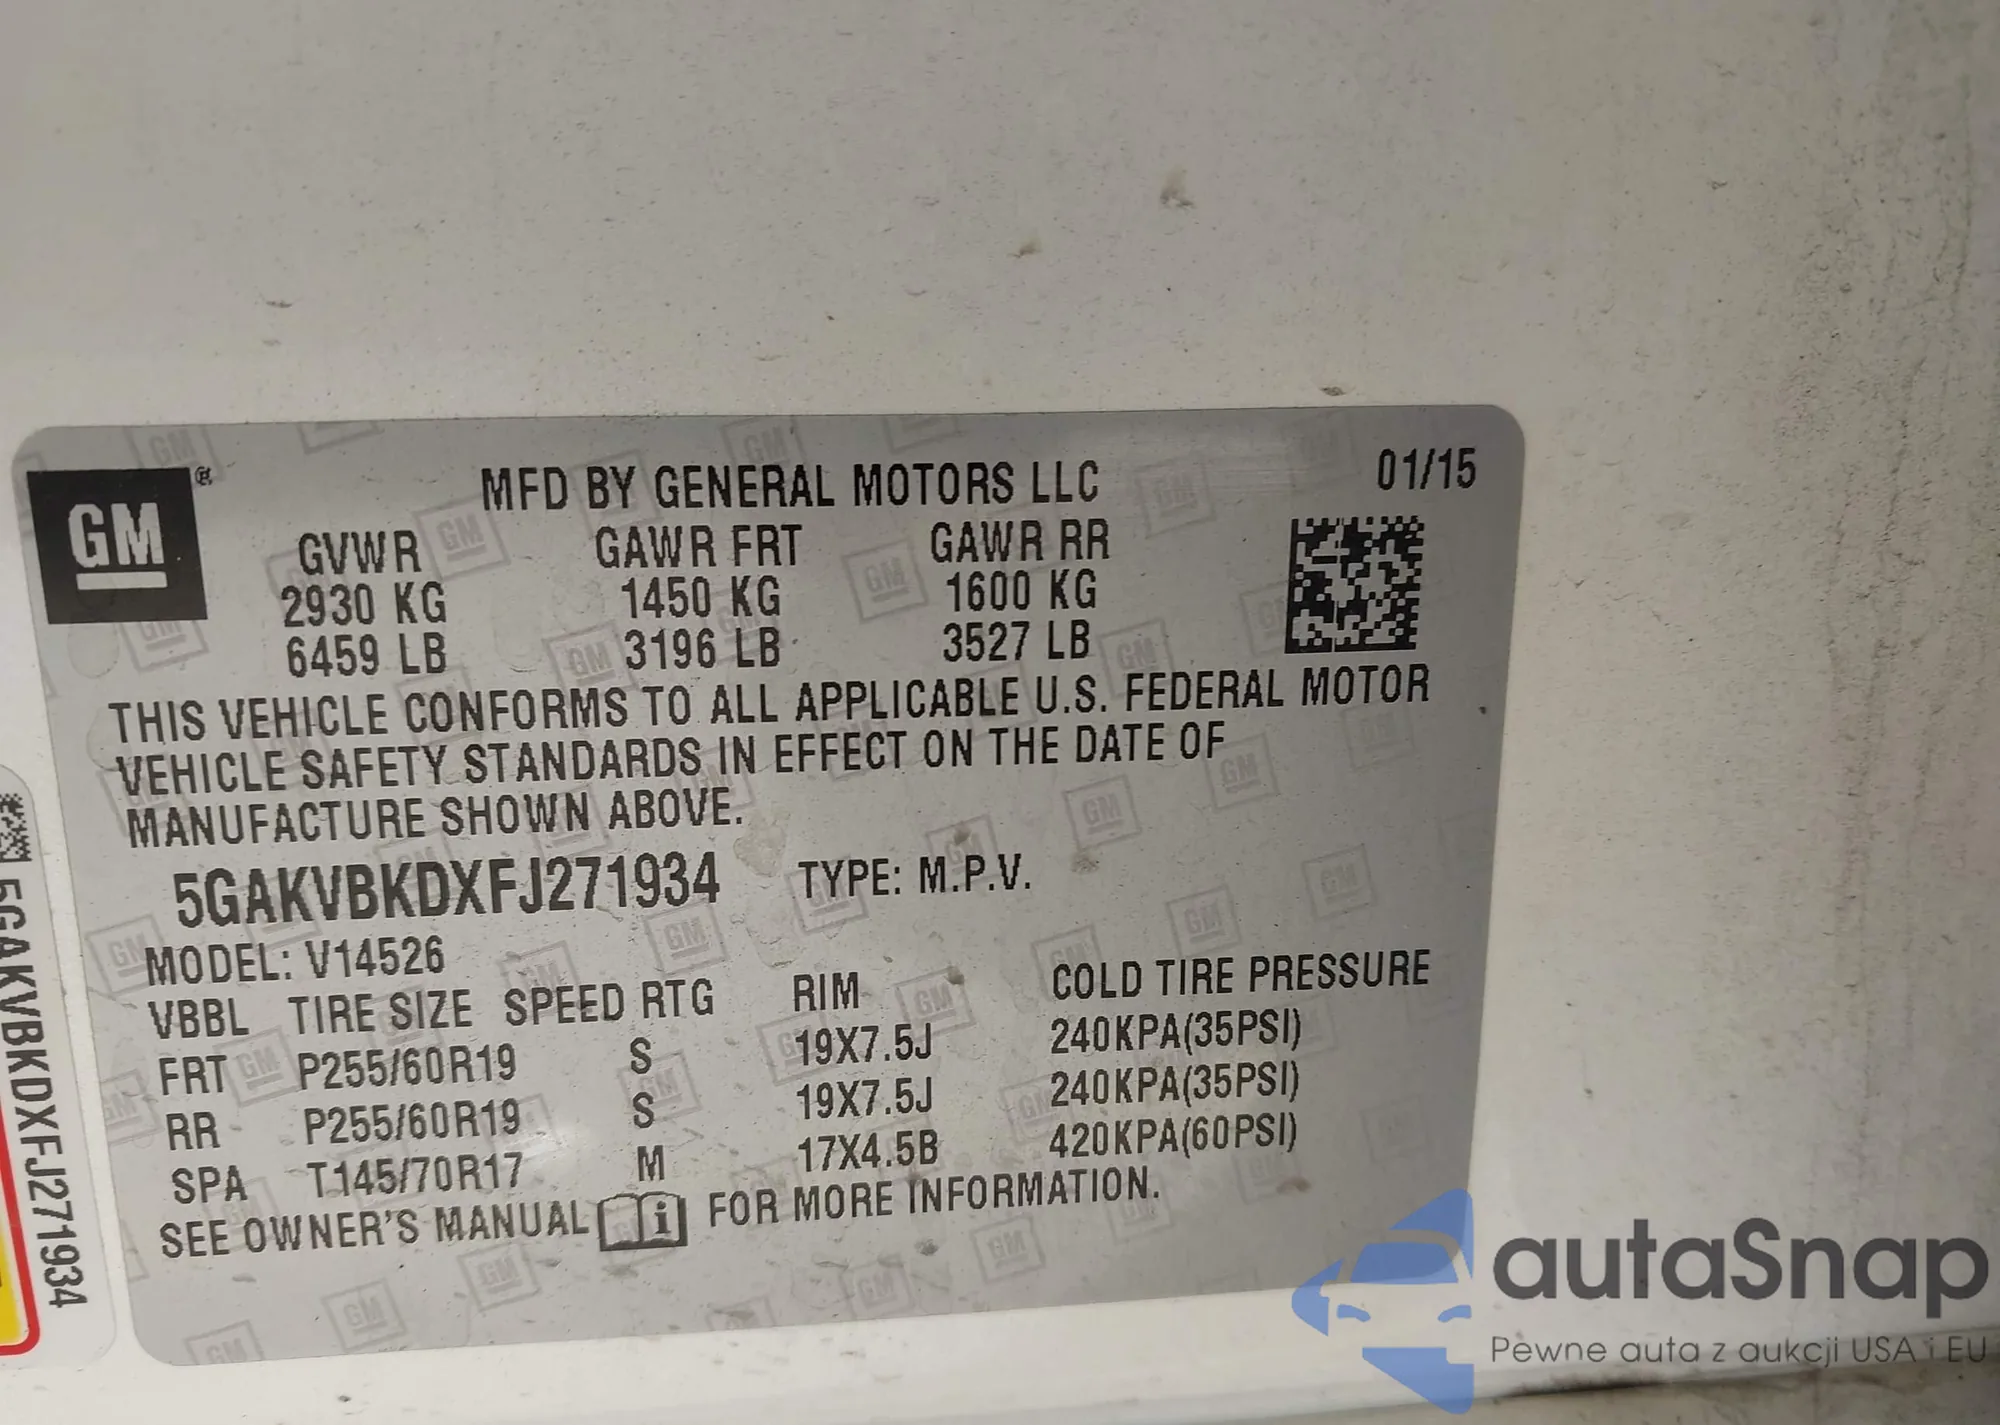 GM®
MFD BY GENERAL MOTORS LLC
01/15
GVWR GAWR FRT GAWR RR
2930 KG 1450 KG 1600 KG
6459 LB 3196 LB 3527 LB
THIS VEHICLE CONFORMS TO ALL APPLICABLE U.S. FEDERAL MOTOR
VEHICLE SAFETY STANDARDS IN EFFECT ON THE DATE OF
MANUFACTURE SHOWN ABOVE.
5GAKVBKDXFJ271934 TYPE: M.P.V.
MODEL: V14526
VBBL TIRE SIZE SPEED RTG RIM COLD TIRE PRESSURE
FRT P255/60R19 S 19X7.5J 240KPA(35PSI)
RR P255/60R19 S 19X7.5J 240KPA(35PSI)
SPA T145/70R17 M 17X4.5B 420KPA(60PSI)
SEE OWNER'S MANUAL i FOR MORE INFORMATION.
5GAKVBKDXFJ271934
autaSnap
Pewne auta z aukcji USA i EU